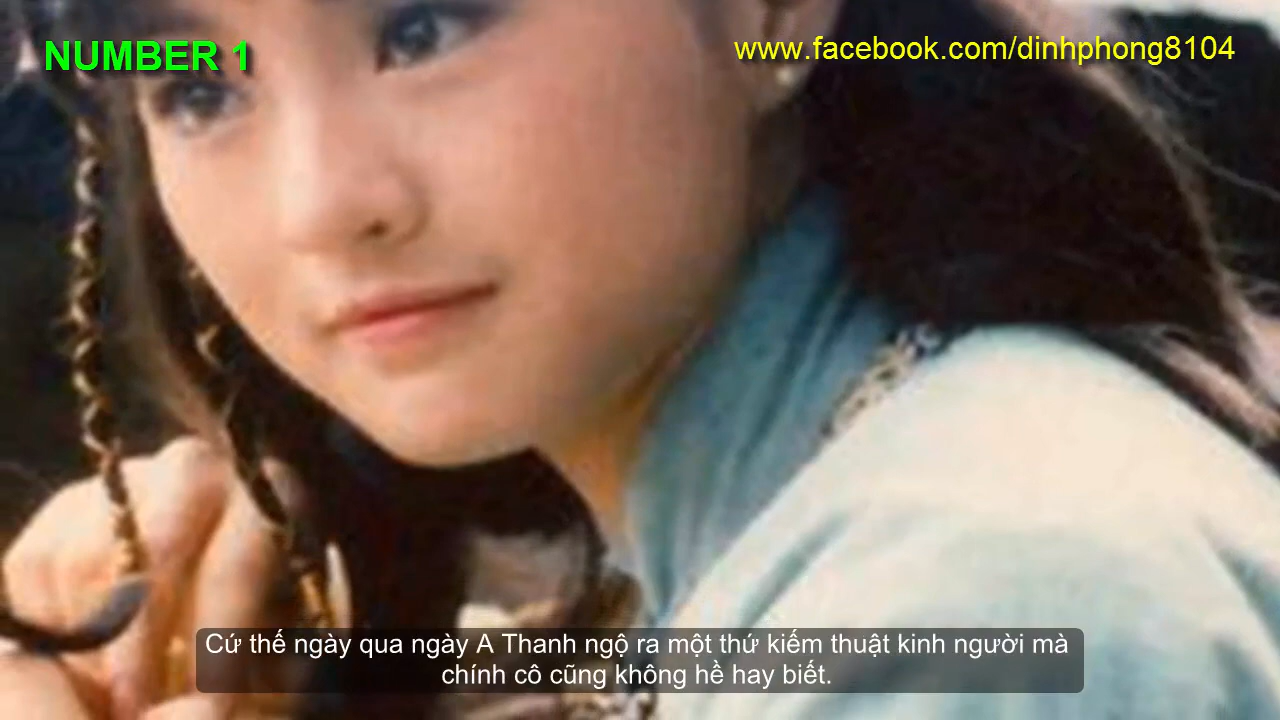 NUMBER 1
www.facebook.com/dinhphong8104
Cứ thế ngày qua ngày A Thanh ngộ ra một thứ kiếm thuật kinh người mà
chính cô cũng không hề hay biết.